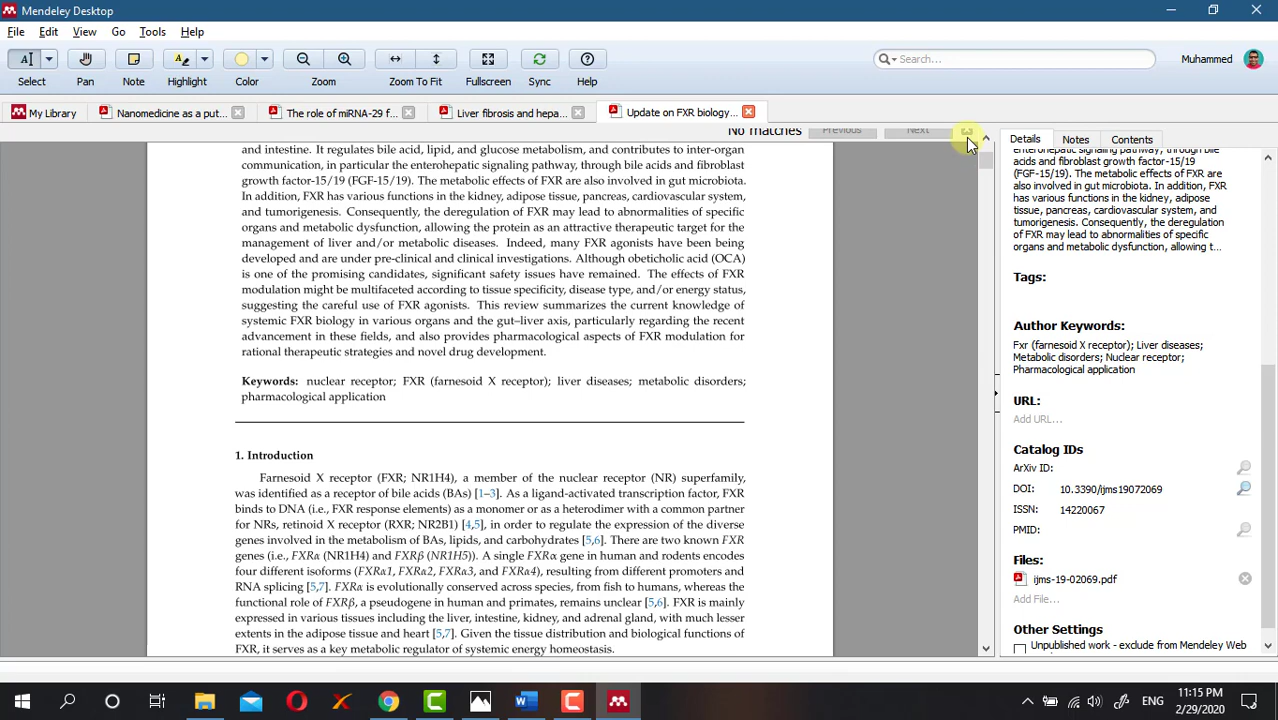 Mendeley Desktop
File Edit View Go Tools Help
Search...
Muhammed
Select Pan Note Highlight Color Zoom Zoom To Fit Fullscreen Sync Help
My Library
Nanomedicine as a put...
The role of miRNA-29 f...
Liver fibrosis and hepa...
Update on FXR biology...
No matches Previous Next
and intestine. It regulates bile acid, lipid, and glucose metabolism, and contributes to inter-organ
communication, in particular the enterohepatic signaling pathway, through bile acids and fibroblast
growth factor-15/19 (FGF-15/19). The metabolic effects of FXR are also involved in gut microbiota.
In addition, FXR has various functions in the kidney, adipose tissue, pancreas, cardiovascular system,
and tumorigenesis. Consequently, the deregulation of FXR may lead to abnormalities of specific
organs and metabolic dysfunction, allowing the protein as an attractive therapeutic target for the
management of liver and/or metabolic diseases. Indeed, many FXR agonists have been being
developed and are under pre-clinical and clinical investigations. Although obeticholic acid (OCA)
is one of the promising candidates, significant safety issues have remained. The effects of FXR
modulation might be multifaceted according to tissue specificity, disease type, and/or energy status,
suggesting the careful use of FXR agonists. This review summarizes the current knowledge of
systemic FXR biology in various organs and the gut–liver axis, particularly regarding the recent
advancement in these fields, and also provides pharmacological aspects of FXR modulation for
rational therapeutic strategies and novel drug development.
Keywords: nuclear receptor; FXR (farnesoid X receptor); liver diseases; metabolic disorders;
pharmacological application
1. Introduction
Farnesoid X receptor (FXR; NR1H4), a member of the nuclear receptor (NR) superfamily,
was identified as a receptor of bile acids (BAs) [1–3]. As a ligand-activated transcription factor, FXR
binds to DNA (i.e., FXR response elements) as a monomer or as a heterodimer with a common partner
for NRs, retinoid X receptor (RXR; NR2B1) [4,5], in order to regulate the expression of the diverse
genes involved in the metabolism of BAs, lipids, and carbohydrates [5,6]. There are two known FXR
genes (i.e., FXRα (NR1H4) and FXRβ (NR1H5)). A single FXRα gene in human and rodents encodes
four different isoforms (FXRα1, FXRα2, FXRα3, and FXRα4), resulting from different promoters and
RNA splicing [5,7]. FXRα is evolutionally conserved across species, from fish to humans, whereas the
functional role of FXRβ, a pseudogene in human and primates, remains unclear [5,6]. FXR is mainly
expressed in various tissues including the liver, intestine, kidney, and adrenal gland, with much lesser
extents in the adipose tissue and heart [5,7]. Given the tissue distribution and biological functions of
FXR, it serves as a key metabolic regulator of systemic energy homeostasis.
Details Notes Contents
enterohepatic signaling pathway, through bile
acids and fibroblast growth factor-15/19
(FGF-15/19). The metabolic effects of FXR are
also involved in gut microbiota. In addition, FXR
has various functions in the kidney, adipose
tissue, pancreas, cardiovascular system, and
tumorigenesis. Consequently, the deregulation
of FXR may lead to abnormalities of specific
organs and metabolic dysfunction, allowing t...
Tags:
Author Keywords:
Fxr (farnesoid X receptor); Liver diseases;
Metabolic disorders; Nuclear receptor;
Pharmacological application
URL:
Add URL...
Catalog IDs
ArXiv ID:
DOI: 10.3390/ijms19072069
ISSN: 14220067
PMID:
Files:
ijms-19-02069.pdf
Add File...
Other Settings
Unpublished work - exclude from Mendeley Web
ENG
11:15 PM
2/29/2020